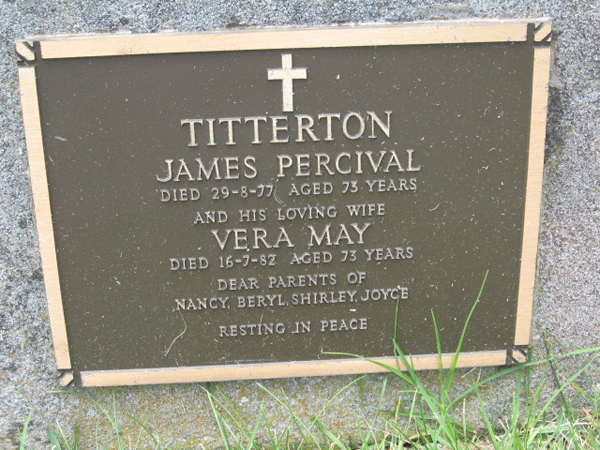 TITTERTON
JAMES PERCIVAL
DIED 29-8-77 AGED 73 YEARS
AND HIS LOVING WIFE
VERA MAY
DIED 16-7-82 AGED 73 YEARS
DEAR PARENTS OF
NANCY, BERYL, SHIRLEY, JOYCE
RESTING IN PEACE